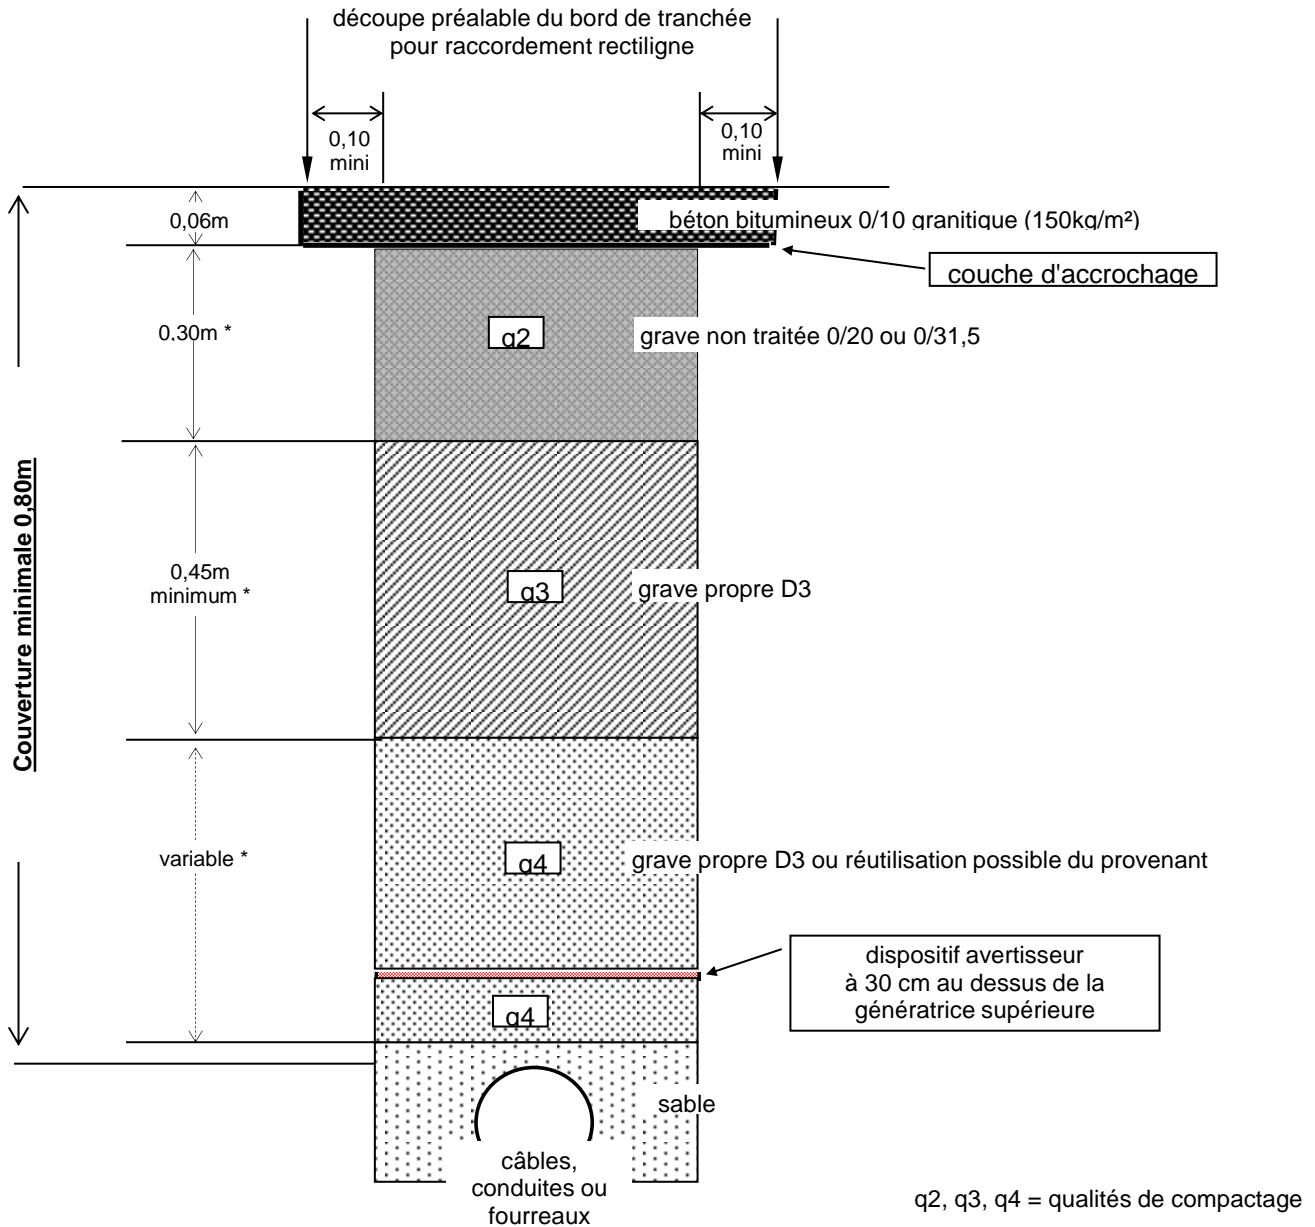 découpe préalable du bord de tranchée
pour raccordement rectiligne
0,10
mini
0,10
mini
0,06m
béton bitumineux 0/10 granitique (150kg/m²)
couche d'accrochage
0.30m *
q2
grave non traitée 0/20 ou 0/31,5
Couverture minimale 0,80m
0,45m
minimum *
q3
grave propre D3
variable *
q4
grave propre D3 ou réutilisation possible du provenant
dispositif avertisseur
à 30 cm au dessus de la
génératrice supérieure
q4
sable
câbles,
conduites ou
fourreaux
q2, q3, q4 = qualités de compactage